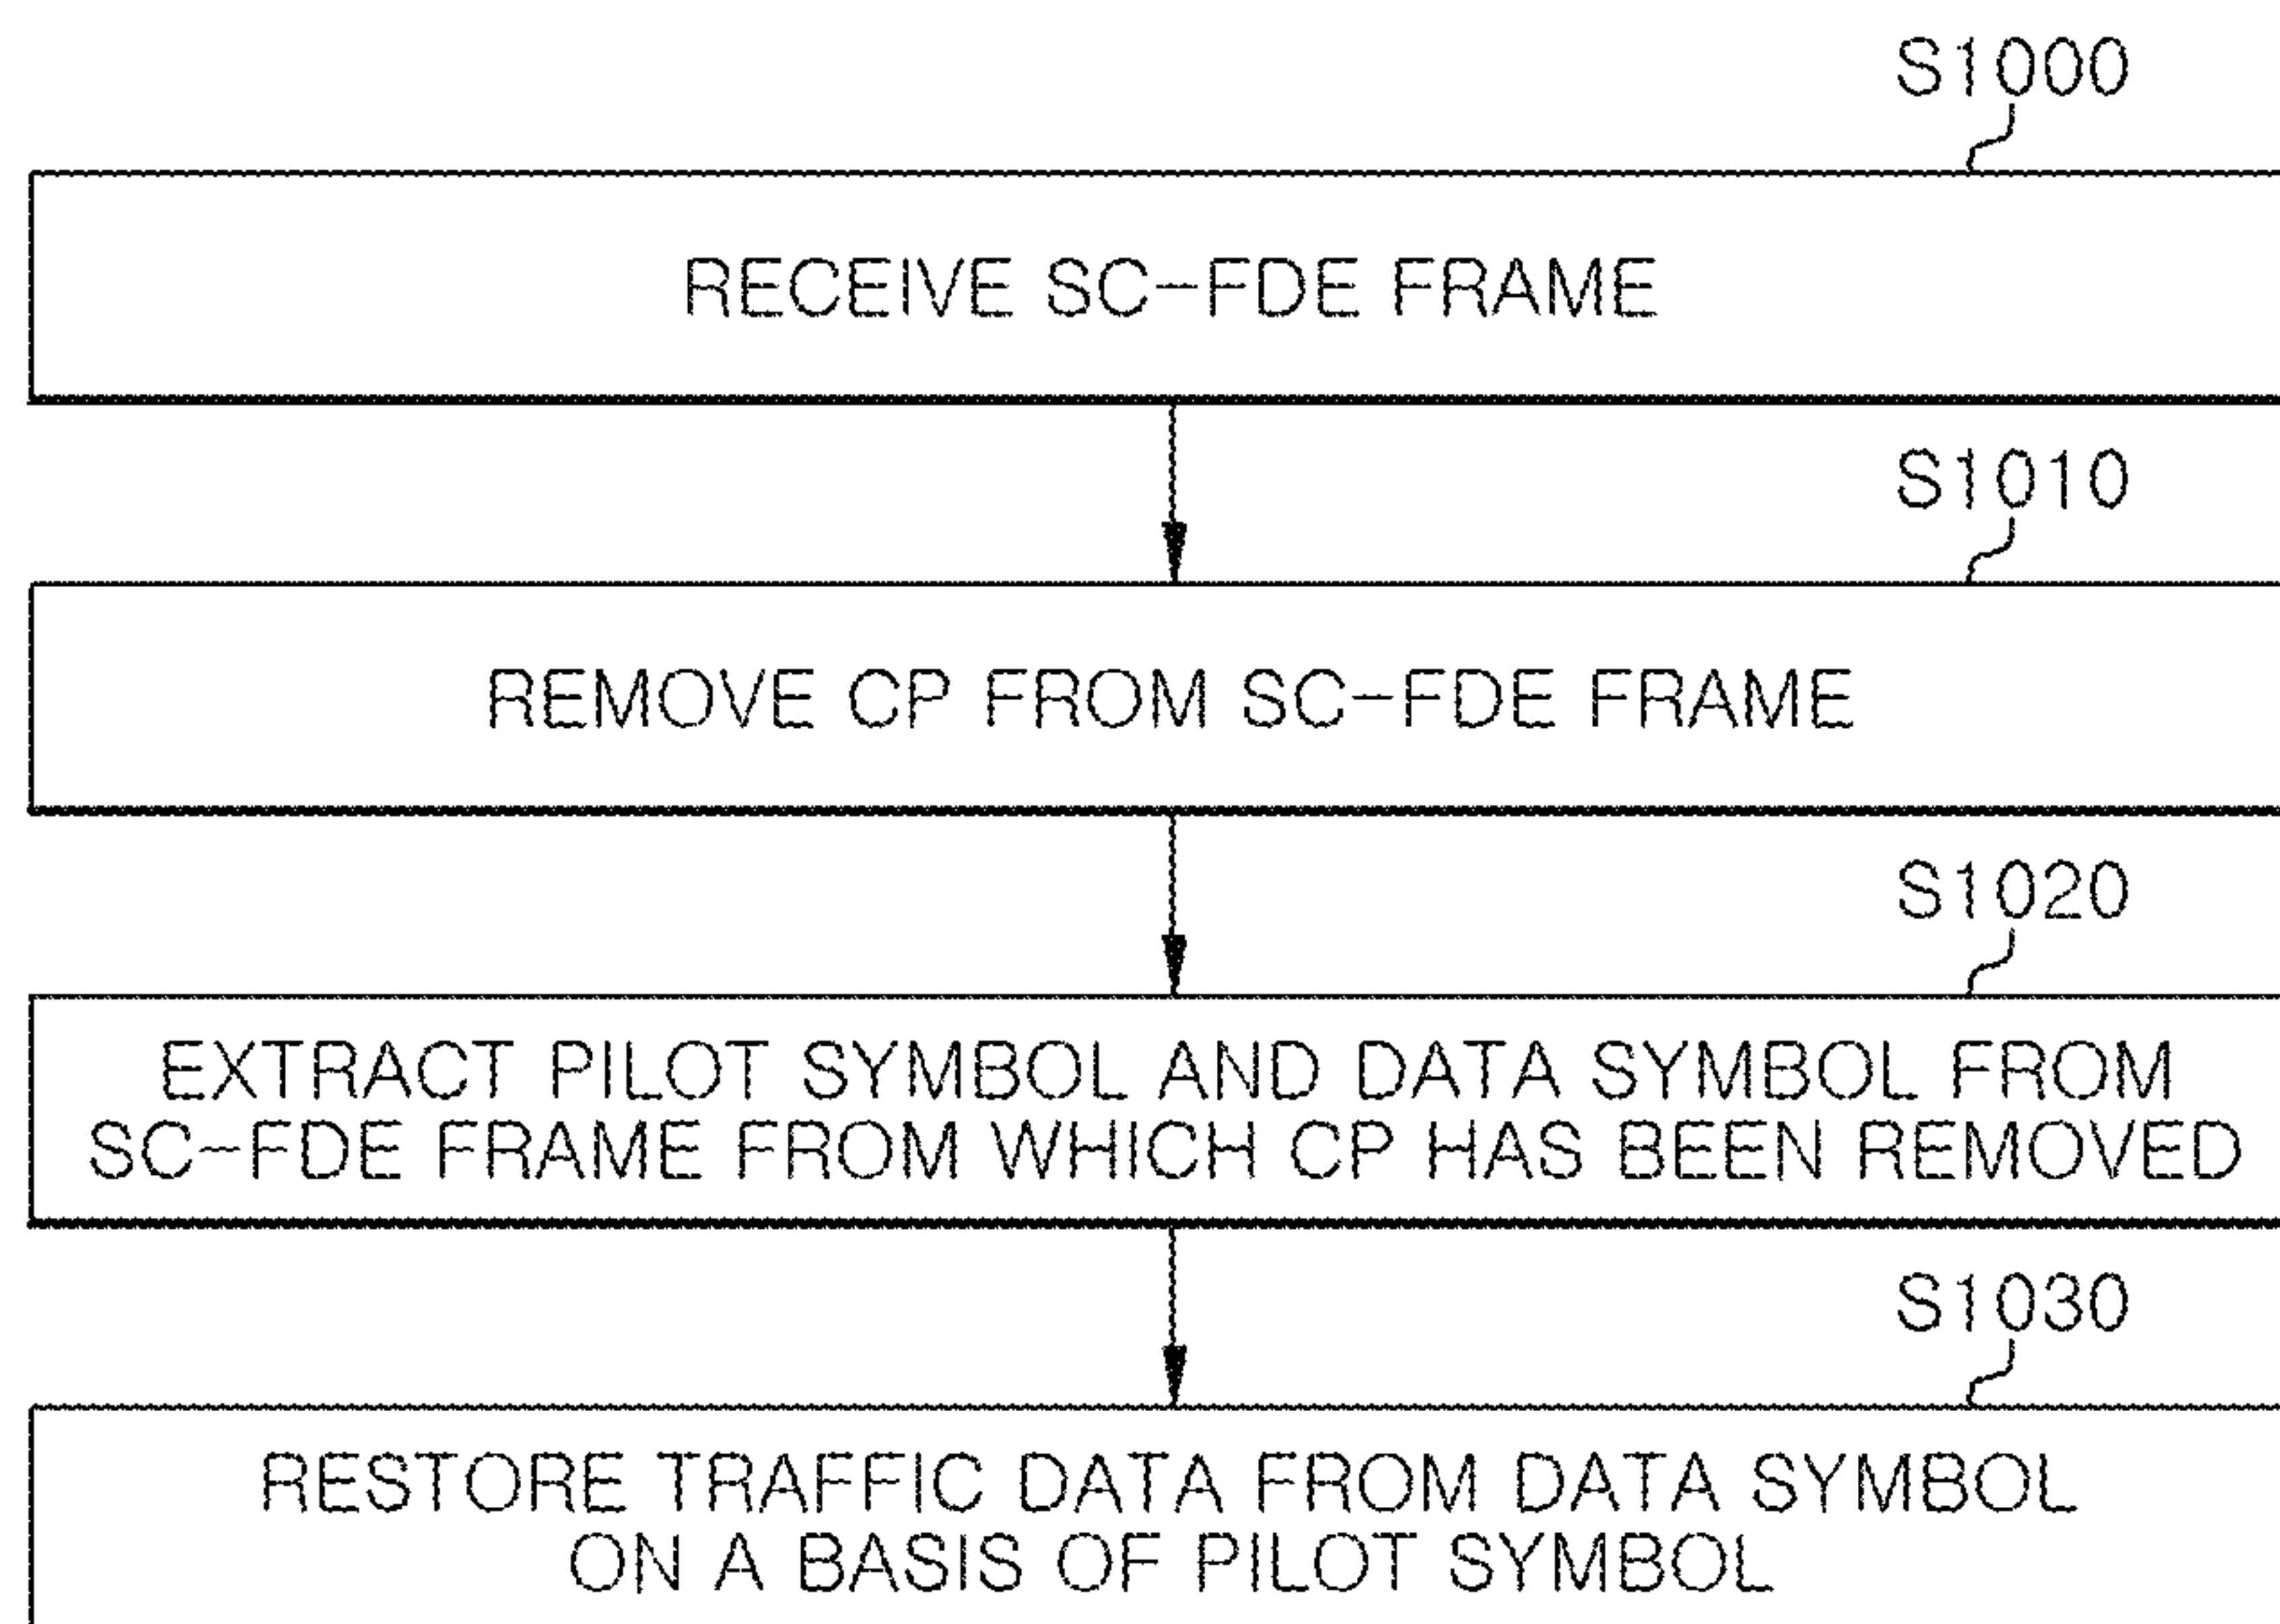 S1000
RECEIVE SC-FDE FRAME
S1010
REMOVE CP FROM SC-FDE FRAME
S1020
EXTRACT PILOT SYMBOL AND DATA SYMBOL FROM
SC-FDE FRAME FROM WHICH CP HAS BEEN REMOVED
S1030
RESTORE TRAFFIC DATA FROM DATA SYMBOL
ON A BASIS OF PILOT SYMBOL